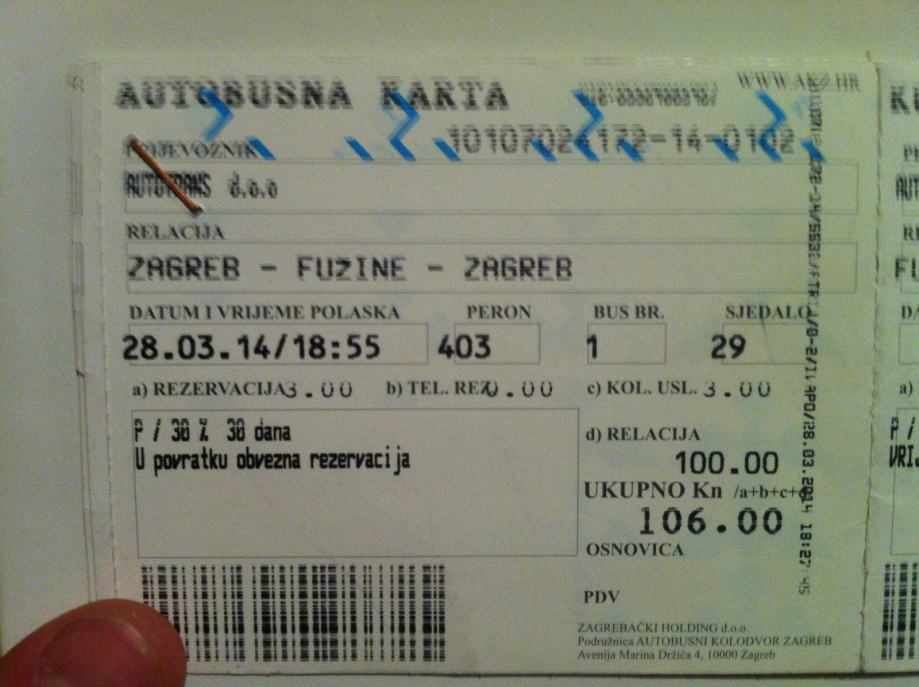 AUTOBUSNA KARTA
WWW.AKZ.HR
10107024172-14-0102
PRIJEVOZNIK
AUTOTRANS d.o.o
RELACIJA
ZAGREB - FUŽINE - ZAGREB
DATUM I VRIJEME POLASKA PERON BUS BR. SJEDALO
28.03.14/18:55 403 1 29
a) REZERVACIJA 3.00 b) TEL. REZ 0.00 c) KOL. USL. 3.00
P / 30 % 30 dana
U povratku obvezna rezervacija
d) RELACIJA
100.00
UKUPNO Kn /a+b+c+d
106.00
OSNOVICA
PDV
ZAGREBAČKI HOLDING d.o.o.
Podružnica AUTOBUSNI KOLODVOR ZAGREB
Avenija Marina Držića 4, 10000 Zagreb
APO/28.03.2014 18:27:45